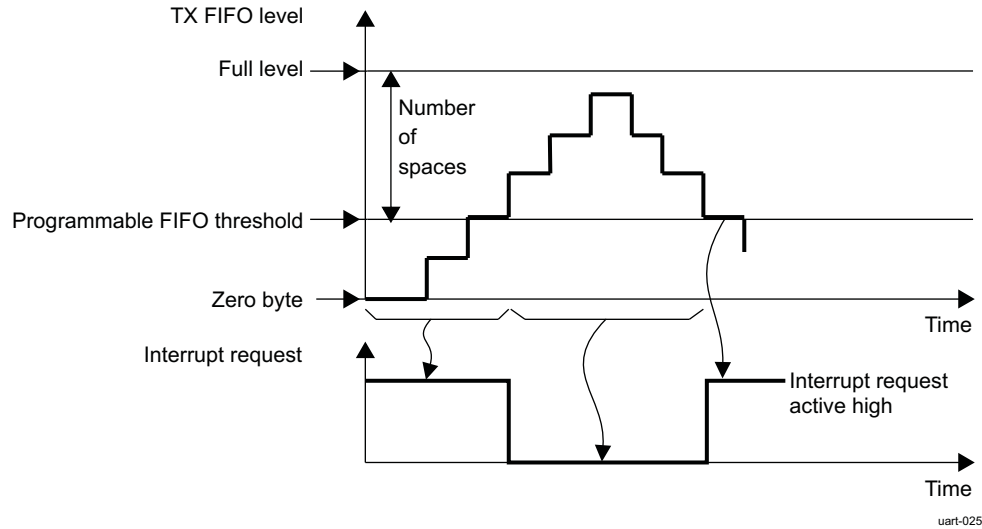 TX FIFO level
Full level
Number
of
spaces
Programmable FIFO threshold
Zero byte
Time
Interrupt request
Interrupt request
active high
Time
uart-025